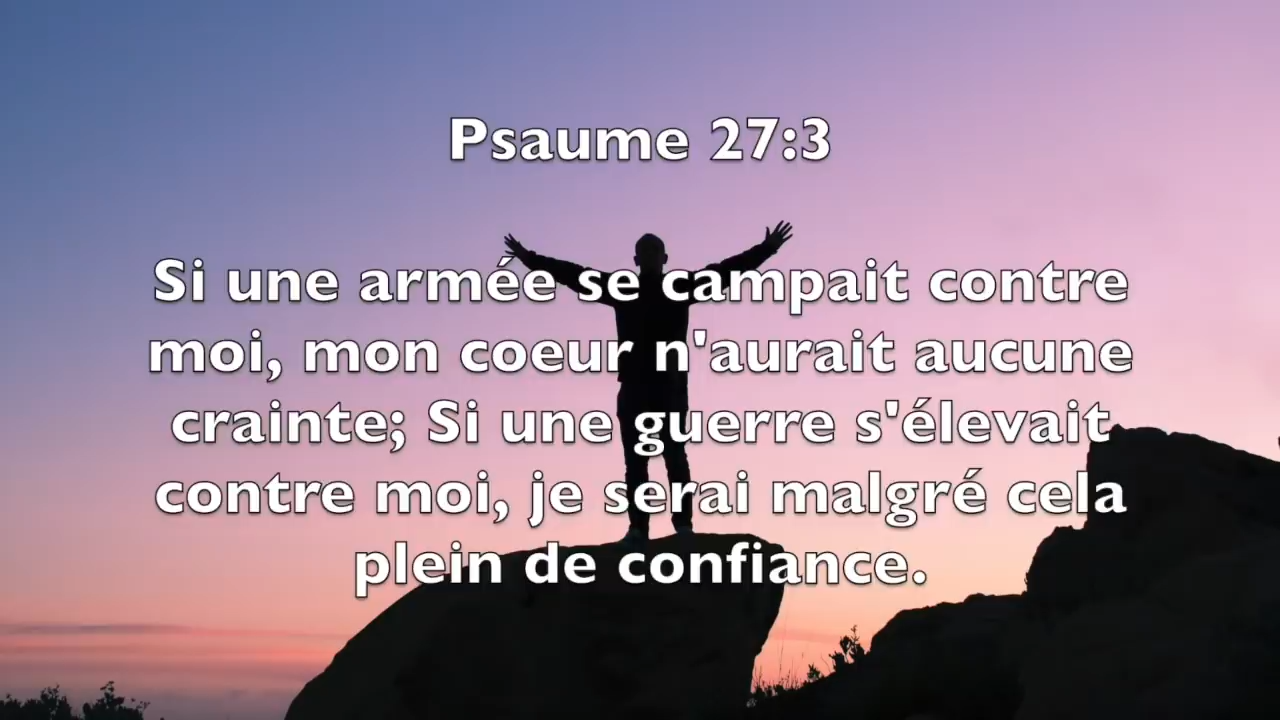 Psaume 27:3
Si une armée se campait contre
moi, mon coeur n'aurait aucune
crainte; Si une guerre s'élevait
contre moi, je serai malgré cela
plein de confiance.